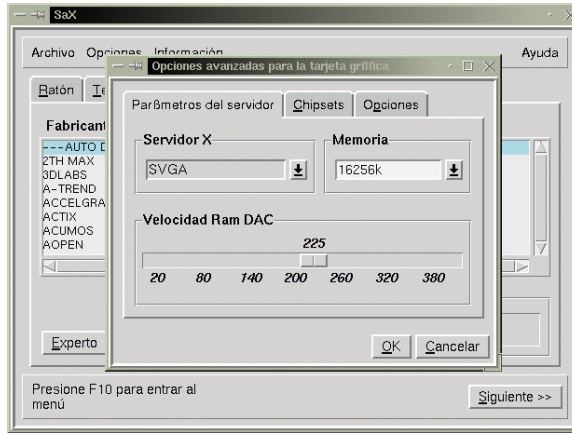 SaX
Archivo Opciones Información Ayuda
Opciones avanzadas para la tarjeta grßfica
Ratón
Parßmetros del servidor Chipsets Opciones
Fabricant
Servidor X Memoria
---AUTO D
2TH MAX
3DLABS
A-TREND
ACCELGRA
ACTIX
ACUMOS
AOPEN
SVGA 16256k
Velocidad Ram DAC
225
20 80 140 200 260 320 380
Experto OK Cancelar
Presione F10 para entrar al
menú
Siguiente >>